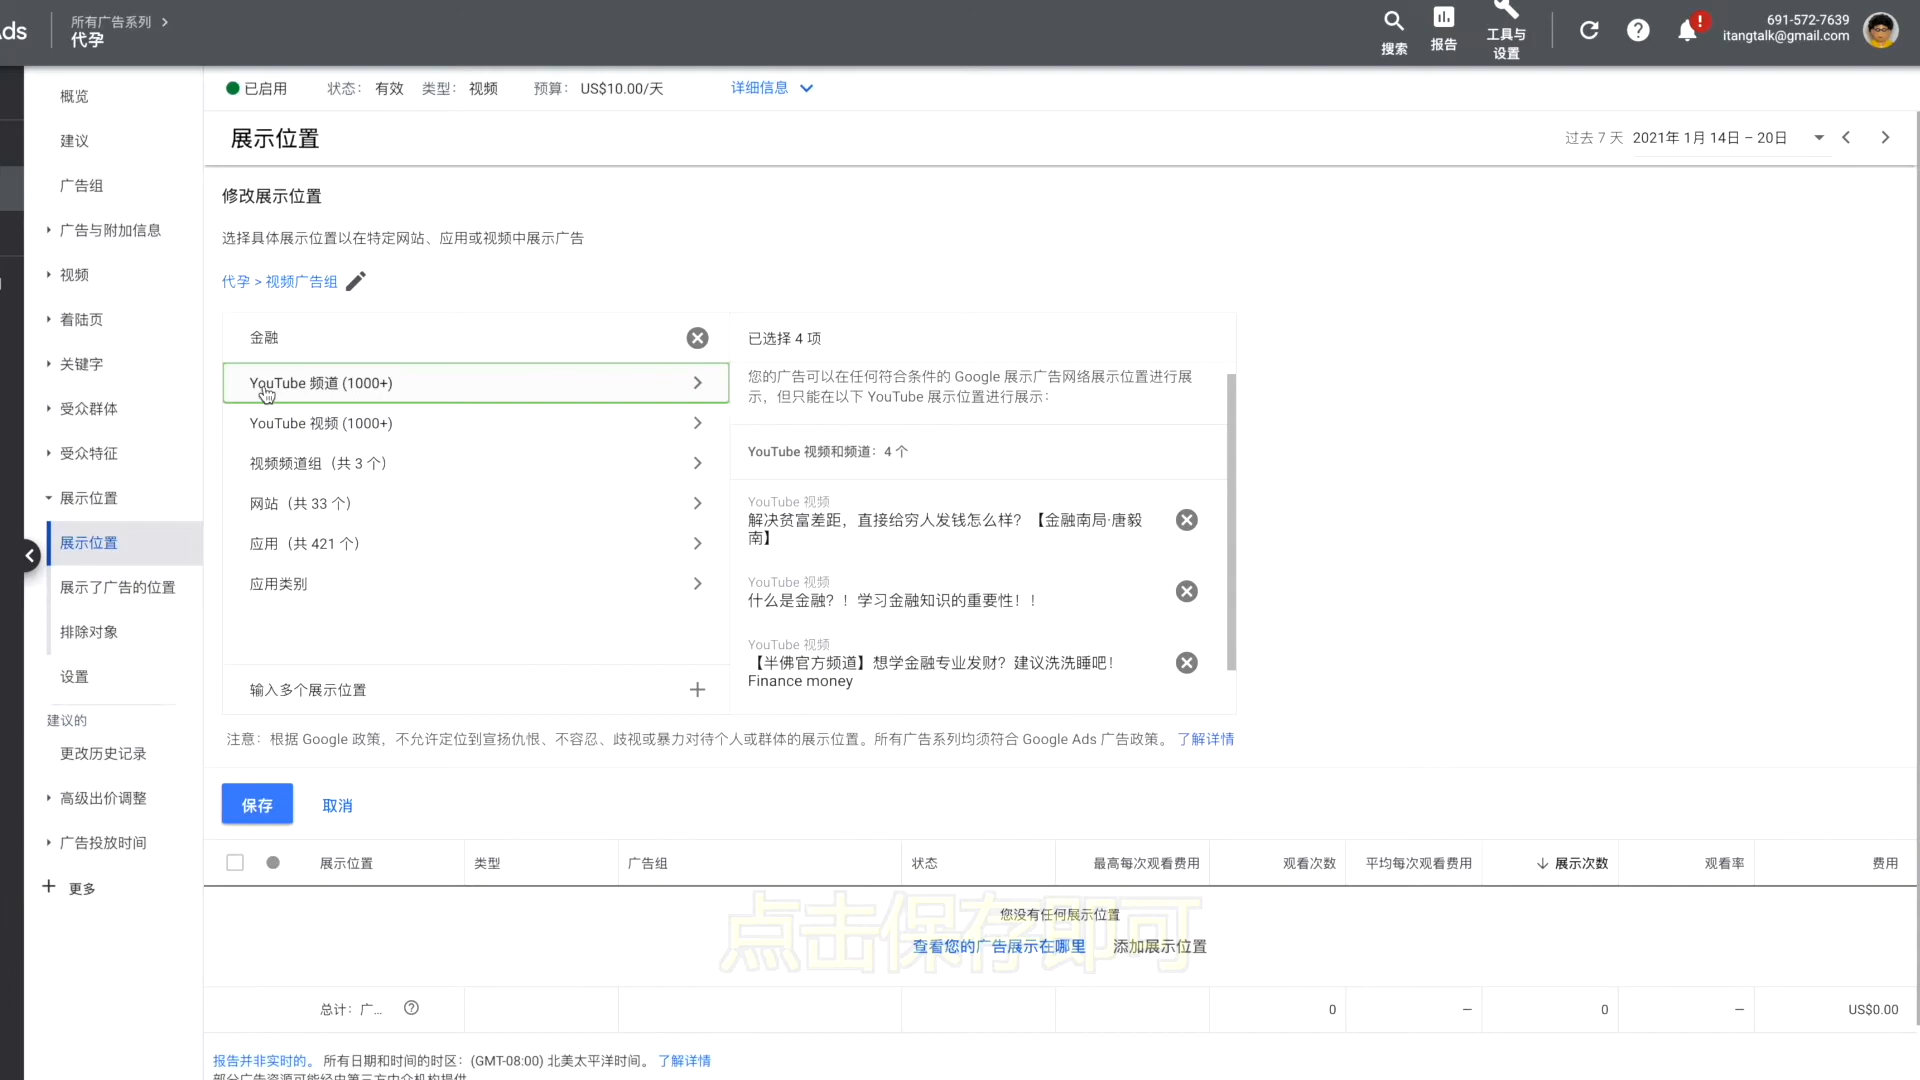 ds
所有广告系列
代孕
搜索
报告
工具与
设置
691-572-7639
itangtalk@gmail.com
概览
建议
广告组
广告与附加信息
视频
着陆页
关键字
受众群体
受众特征
展示位置
展示位置
展示了广告的位置
排除对象
设置
建议的
更改历史记录
高级出价调整
广告投放时间
更多
已启用 状态： 有效 类型： 视频 预算： US$10.00/天 详细信息
展示位置
过去 7 天 2021年 1月 14日 – 20日
修改展示位置
选择具体展示位置以在特定网站、应用或视频中展示广告
代孕 > 视频广告组
金融
YouTube 频道 (1000+)
YouTube 视频 (1000+)
视频频道组（共 3 个）
网站（共 33 个）
应用（共 421 个）
应用类别
输入多个展示位置
已选择 4 项
您的广告可以在任何符合条件的 Google 展示广告网络展示位置进行展
示，但只能在以下 YouTube 展示位置进行展示：
YouTube 视频和频道：4 个
YouTube 视频
解决贫富差距，直接给穷人发钱怎么样？【金融南局·唐毅
南】
YouTube 视频
什么是金融？！学习金融知识的重要性！！
YouTube 视频
【半佛官方频道】想学金融专业发财？建议洗洗睡吧！
Finance money
注意：根据 Google 政策，不允许定位到宣扬仇恨、不容忍、歧视或暴力对待个人或群体的展示位置。所有广告系列均须符合 Google Ads 广告政策。 了解详情
保存 取消
展示位置 类型 广告组 状态 最高每次观看费用 观看次数 平均每次观看费用 展示次数 观看率 费用
您没有任何展示位置
点击保存即可
查看您的广告展示在哪里 添加展示位置
总计：广... 0 – 0 – US$0.00
报告并非实时的。 所有日期和时间的时区：(GMT-08:00) 北美太平洋时间。 了解详情
部分广告资源可能经由第三方中介机构提供